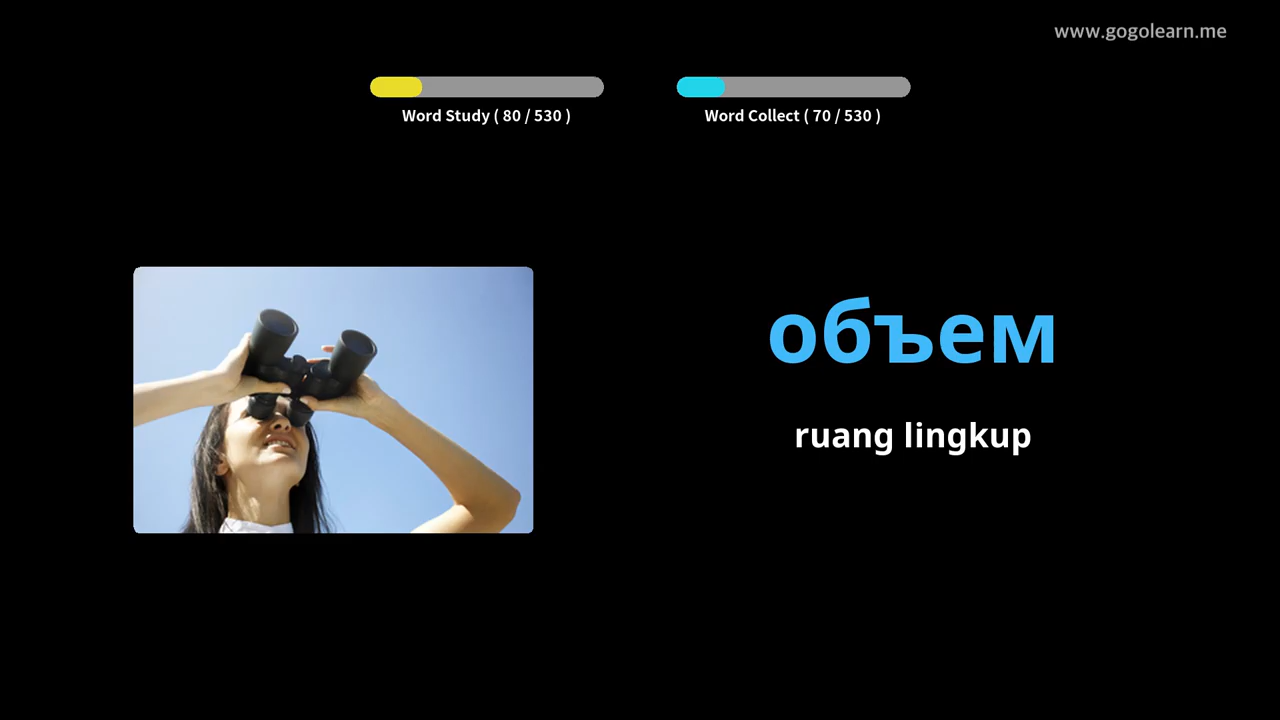 www.gogolearn.me
Word Study ( 80 / 530 )
Word Collect ( 70 / 530 )
объем
ruang lingkup